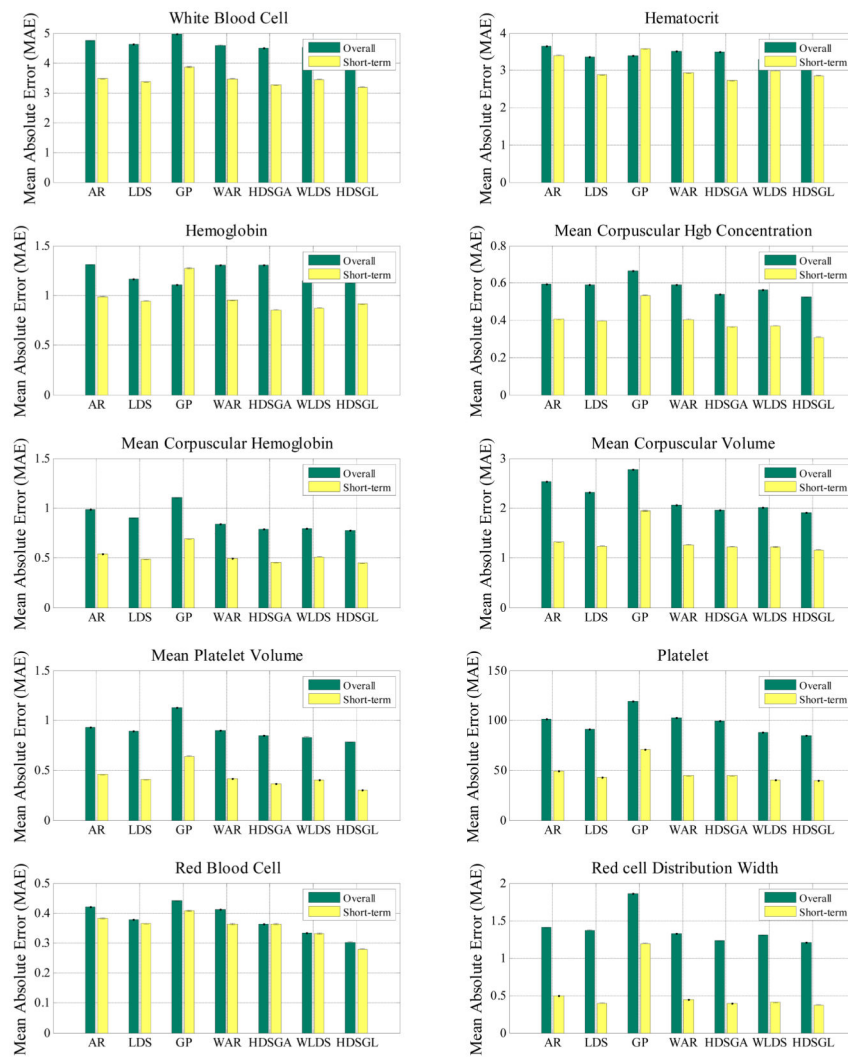 White Blood Cell
Mean Absolute Error (MAE)
5
4
3
2
1
0
Overall
Short-term
AR LDS GP WAR HDSGA WLDS HDSGL
Hematocrit
Mean Absolute Error (MAE)
4
3
2
1
0
Overall
Short-term
AR LDS GP WAR HDSGA WLDS HDSGL
Hemoglobin
Mean Absolute Error (MAE)
1.5
1
0.5
0
Overall
Short-term
AR LDS GP WAR HDSGA WLDS HDSGL
Mean Corpuscular Hgb Concentration
Mean Absolute Error (MAE)
0.8
0.6
0.4
0.2
0
Overall
Short-term
AR LDS GP WAR HDSGA WLDS HDSGL
Mean Corpuscular Hemoglobin
Mean Absolute Error (MAE)
1.5
1
0.5
0
Overall
Short-term
AR LDS GP WAR HDSGA WLDS HDSGL
Mean Corpuscular Volume
Mean Absolute Error (MAE)
3
2
1
0
Overall
Short-term
AR LDS GP WAR HDSGA WLDS HDSGL
Mean Platelet Volume
Mean Absolute Error (MAE)
1.5
1
0.5
0
Overall
Short-term
AR LDS GP WAR HDSGA WLDS HDSGL
Platelet
Mean Absolute Error (MAE)
150
100
50
0
Overall
Short-term
AR LDS GP WAR HDSGA WLDS HDSGL
Red Blood Cell
Mean Absolute Error (MAE)
0.5
0.4
0.3
0.2
0.1
0
Overall
Short-term
AR LDS GP WAR HDSGA WLDS HDSGL
Red cell Distribution Width
Mean Absolute Error (MAE)
2
1.5
1
0.5
0
Overall
Short-term
AR LDS GP WAR HDSGA WLDS HDSGL